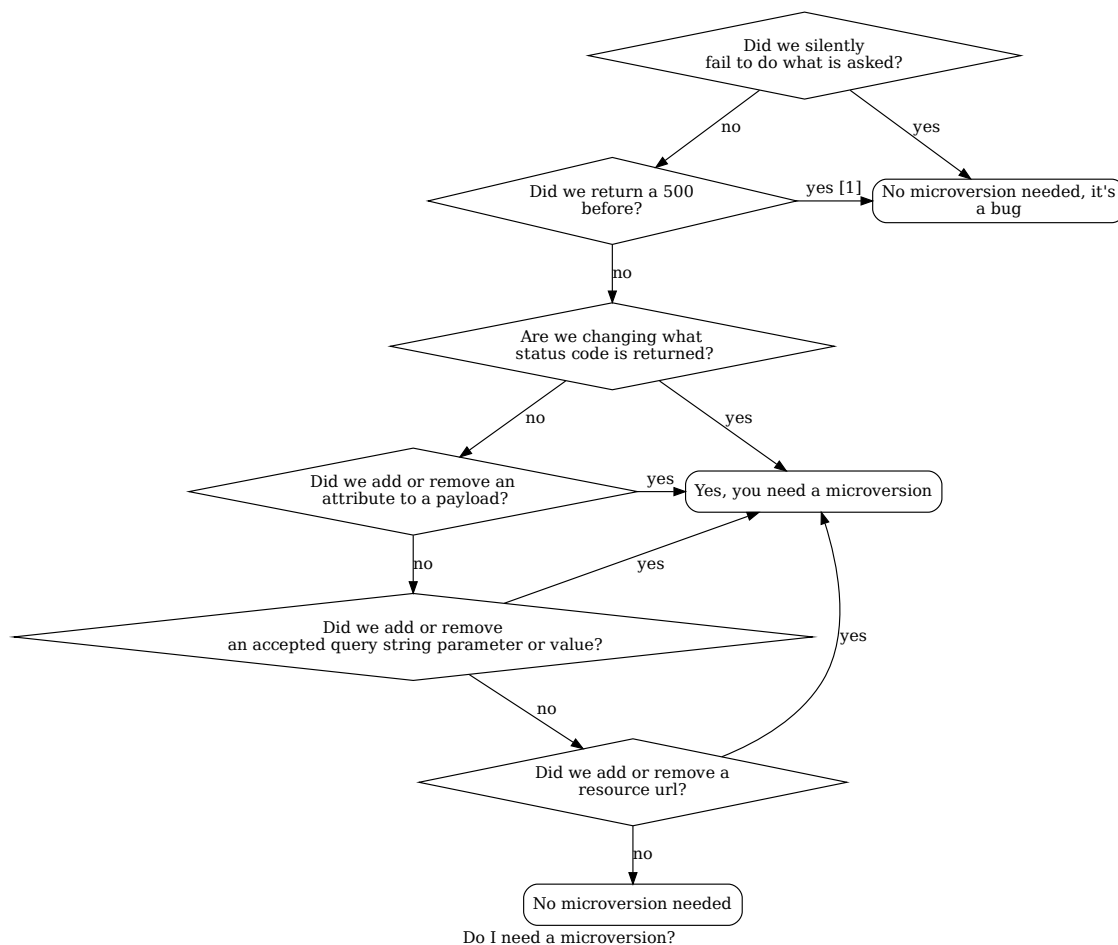 Did we silently
fail to do what is asked?
no
yes
Did we return a 500
before?
yes [1]
No microversion needed, it's
a bug
no
Are we changing what
status code is returned?
no
yes
Did we add or remove an
attribute to a payload?
yes
Yes, you need a microversion
no
yes
Did we add or remove
an accepted query string parameter or value?
yes
no
Did we add or remove a
resource url?
no
No microversion needed
Do I need a microversion?